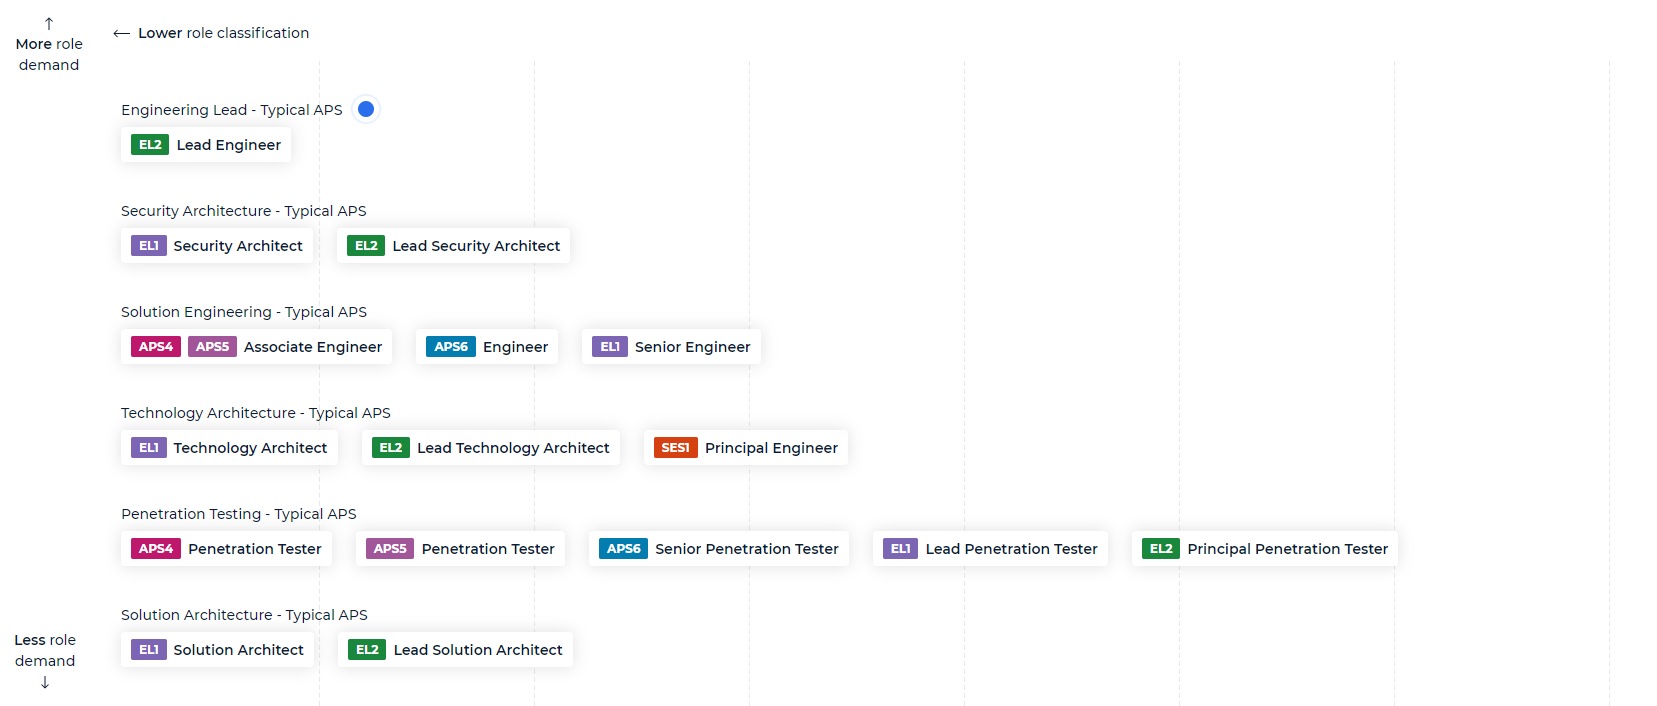 ↑
More role
demand
← Lower role classification
Engineering Lead - Typical APS
EL2 Lead Engineer
Security Architecture - Typical APS
EL1 Security Architect EL2 Lead Security Architect
Solution Engineering - Typical APS
APS4 APS5 Associate Engineer APS6 Engineer EL1 Senior Engineer
Technology Architecture - Typical APS
EL1 Technology Architect EL2 Lead Technology Architect SES1 Principal Engineer
Penetration Testing - Typical APS
APS4 Penetration Tester APS5 Penetration Tester APS6 Senior Penetration Tester EL1 Lead Penetration Tester EL2 Principal Penetration Tester
Solution Architecture - Typical APS
EL1 Solution Architect EL2 Lead Solution Architect
Less role
demand
↓